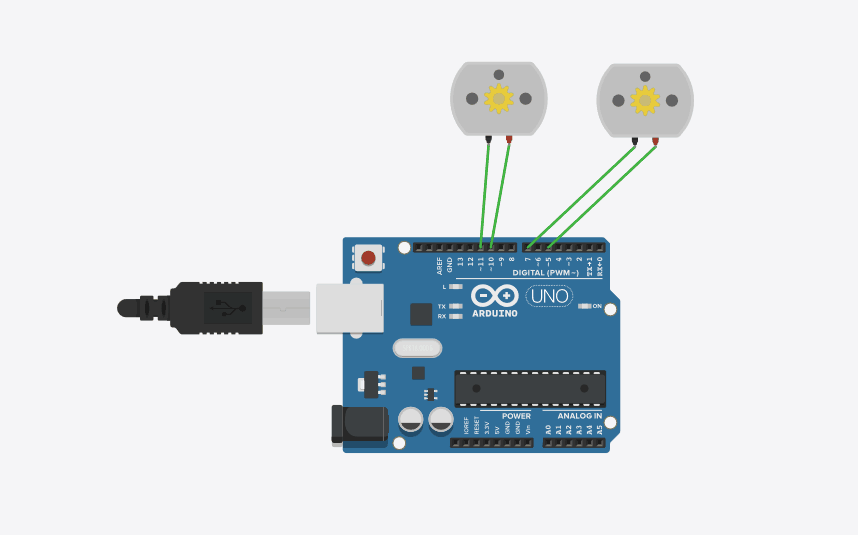 AREF
GND
13
12
~11
~10
~9
8
7
~6
~5
4
~3
2
TX→1
RX←0
DIGITAL (PWM ~)
L
TX
RX
ARDUINO
UNO
ON
POWER
ANALOG IN
IOREF
RESET
3.3V
5V
GND
GND
Vin
A0
A1
A2
A3
A4
A5